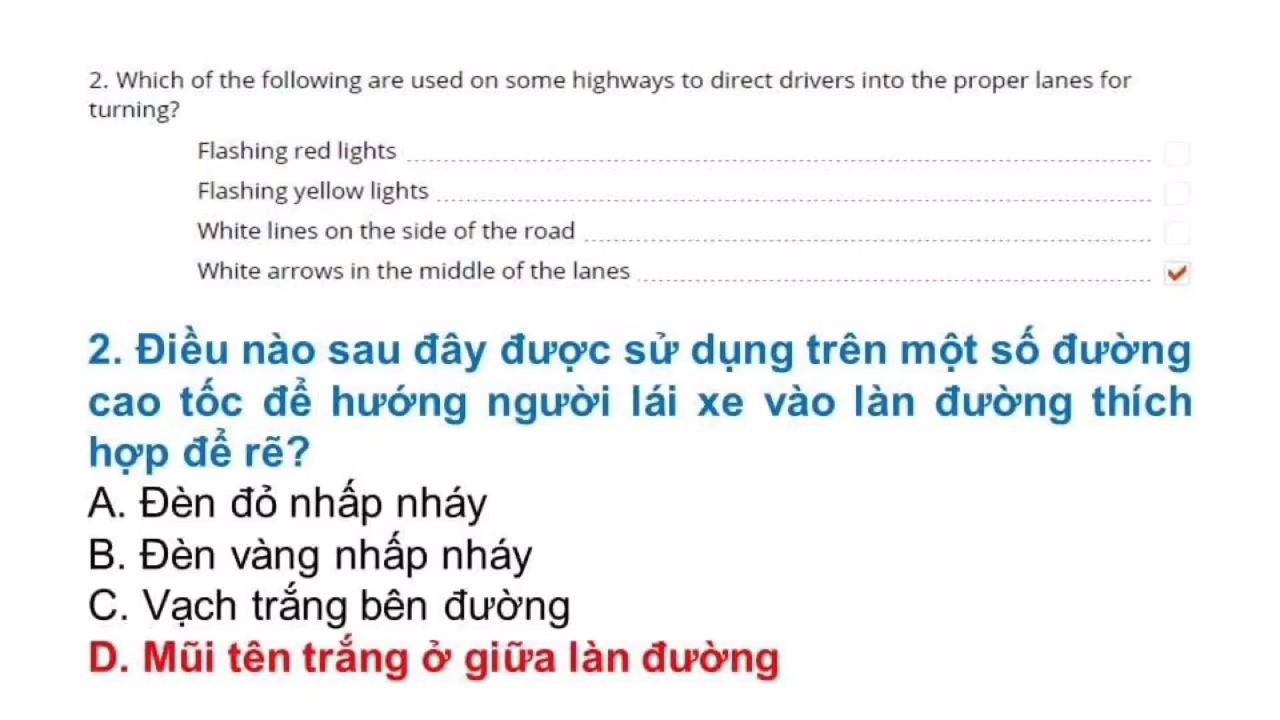 2. Which of the following are used on some highways to direct drivers into the proper lanes for
turning?
Flashing red lights
Flashing yellow lights
White lines on the side of the road
White arrows in the middle of the lanes
2. Điều nào sau đây được sử dụng trên một số đường
cao tốc để hướng người lái xe vào làn đường thích
hợp để rẽ?
A. Đèn đỏ nhấp nháy
B. Đèn vàng nhấp nháy
C. Vạch trắng bên đường
D. Mũi tên trắng ở giữa làn đường